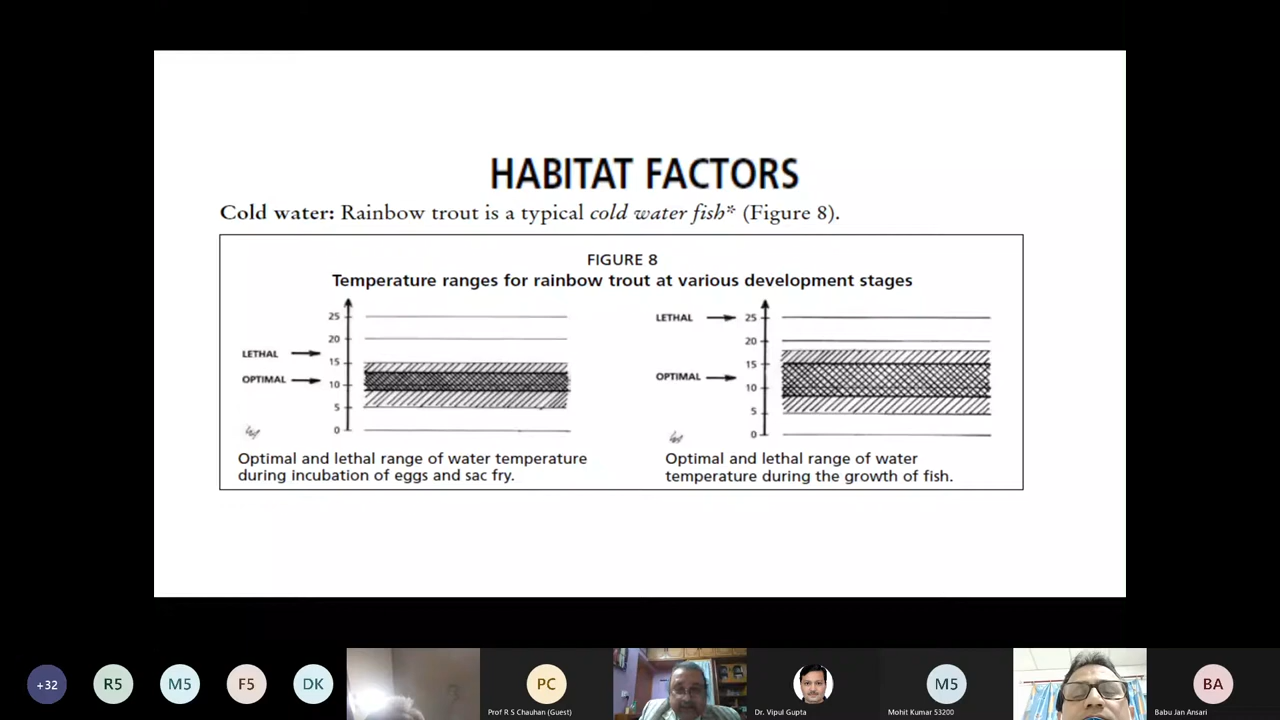 HABITAT FACTORS
Cold water: Rainbow trout is a typical cold water fish* (Figure 8).
FIGURE 8
Temperature ranges for rainbow trout at various development stages
25
20
LETHAL
15
OPTIMAL
10
5
0
Optimal and lethal range of water temperature
during incubation of eggs and sac fry.
LETHAL
25
20
15
OPTIMAL
10
5
0
Optimal and lethal range of water
temperature during the growth of fish.
+32
R5
M5
F5
DK
PC
Prof R S Chauhan (Guest)
Dr. Vipul Gupta
M5
Mohit Kumar 53200
BA
Babu Jan Ansari